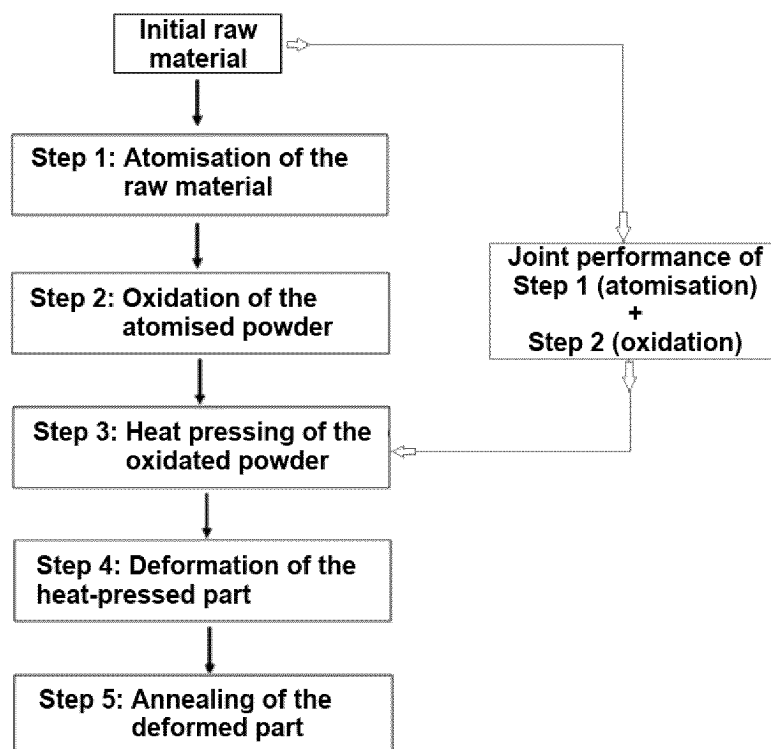 Initial raw
material
Step 1: Atomisation of the
raw material
Step 2: Oxidation of the
atomised powder
Joint performance of
Step 1 (atomisation)
+
Step 2 (oxidation)
Step 3: Heat pressing of the
oxidated powder
Step 4: Deformation of the
heat-pressed part
Step 5: Annealing of the
deformed part